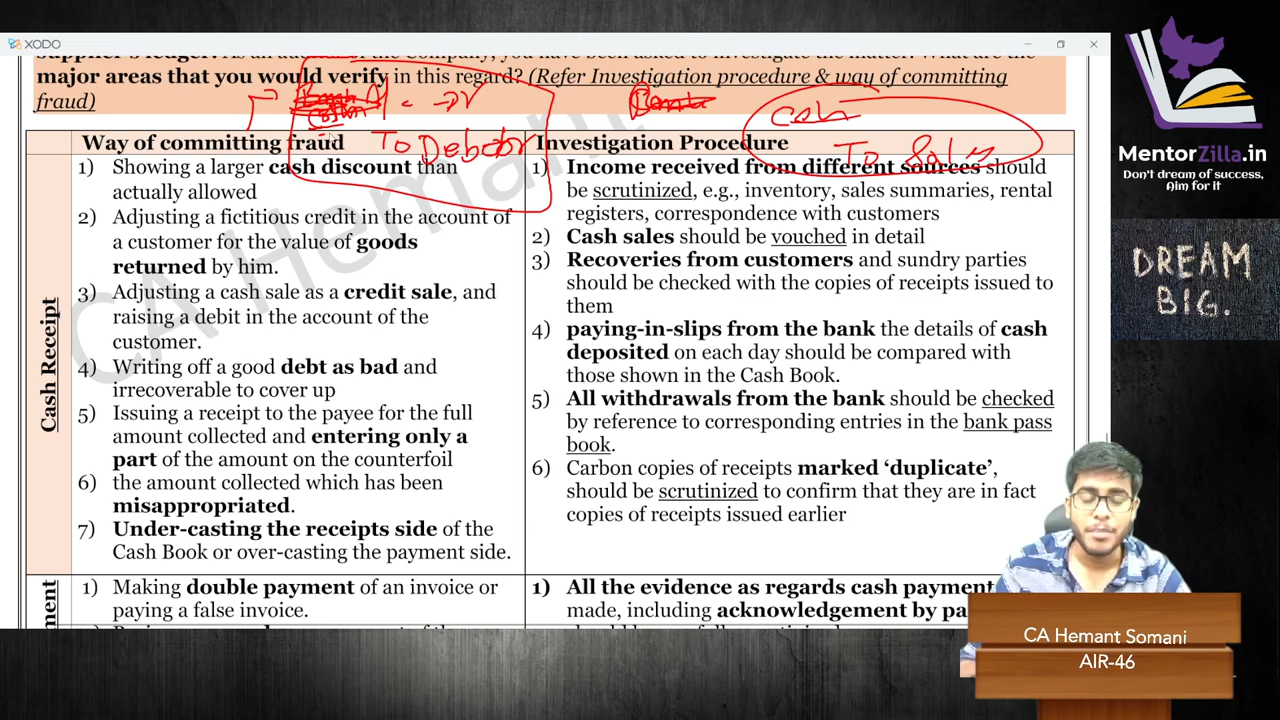 XODO
major areas that you would verify in this regard? (Refer Investigation procedure & way of committing
fraud)
Cash
To Debtor
Bank
Cash
To Sales
Way of committing fraud
1) Showing a larger cash discount than
actually allowed
2) Adjusting a fictitious credit in the account of
a customer for the value of goods
returned by him.
3) Adjusting a cash sale as a credit sale, and
raising a debit in the account of the
customer.
4) Writing off a good debt as bad and
irrecoverable to cover up
5) Issuing a receipt to the payee for the full
amount collected and entering only a
part of the amount on the counterfoil
6) the amount collected which has been
misappropriated.
7) Under-casting the receipts side of the
Cash Book or over-casting the payment side.
Cash Receipt
Investigation Procedure
1) Income received from different sources should
be scrutinized, e.g., inventory, sales summaries, rental
registers, correspondence with customers
2) Cash sales should be vouched in detail
3) Recoveries from customers and sundry parties
should be checked with the copies of receipts issued to
them
4) paying-in-slips from the bank the details of cash
deposited on each day should be compared with
those shown in the Cash Book.
5) All withdrawals from the bank should be checked
by reference to corresponding entries in the bank pass
book.
6) Carbon copies of receipts marked ‘duplicate’,
should be scrutinized to confirm that they are in fact
copies of receipts issued earlier
1) Making double payment of an invoice or
paying a false invoice.
ment
1) All the evidence as regards cash payment
made, including acknowledgement by pa
CA Hemant
MentorZilla.in
Don't dream of success,
Aim for it
DREAM
BIG.
CA Hemant Somani
AIR-46